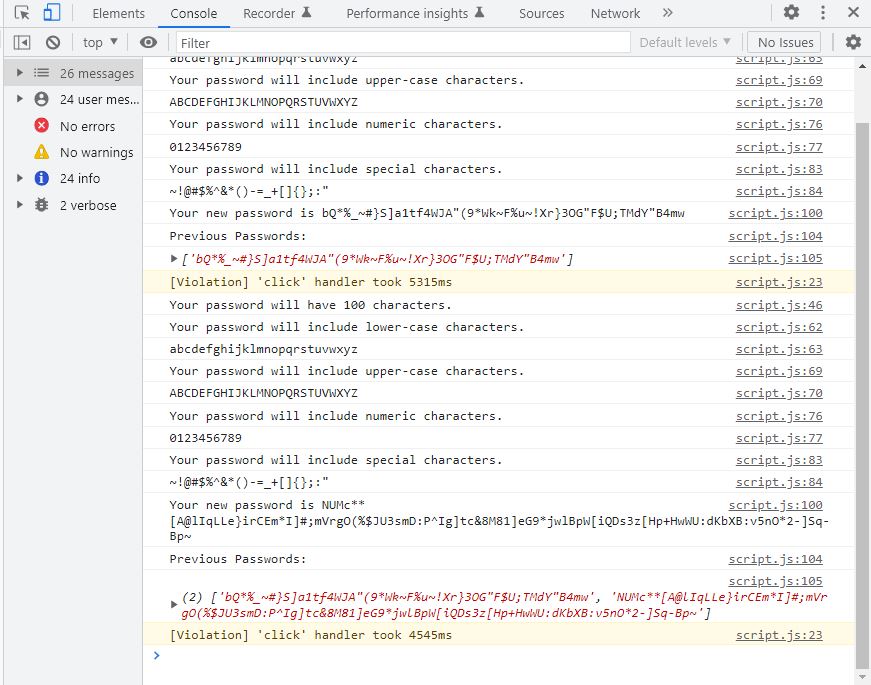 Elements Console Recorder Performance insights Sources Network »
top ▼ Filter Default levels ▼ No Issues
26 messages
24 user mes...
No errors
No warnings
24 info
2 verbose
abcdefghijklmnopqrstuvwxyz script.js:63
Your password will include upper-case characters. script.js:69
ABCDEFGHIJKLMNOPQRSTUVWXYZ script.js:70
Your password will include numeric characters. script.js:76
0123456789 script.js:77
Your password will include special characters. script.js:83
~!@#$%^&*()-=_+[]{};:" script.js:84
Your new password is bQ*%_~#}S]a1tf4WJA"(9*Wk~F%u~!Xr}3OG"F$U;TMdY"B4mw script.js:100
Previous Passwords: script.js:104
['bQ*%_~#}S]a1tf4WJA"(9*Wk~F%u~!Xr}3OG"F$U;TMdY"B4mw'] script.js:105
[Violation] 'click' handler took 5315ms script.js:23
Your password will have 100 characters. script.js:46
Your password will include lower-case characters. script.js:62
abcdefghijklmnopqrstuvwxyz script.js:63
Your password will include upper-case characters. script.js:69
ABCDEFGHIJKLMNOPQRSTUVWXYZ script.js:70
Your password will include numeric characters. script.js:76
0123456789 script.js:77
Your password will include special characters. script.js:83
~!@#$%^&*()-=_+[]{};:" script.js:84
Your new password is NUMc** script.js:100
[A@lIqLLe}irCEm*I]#;mVrgO(%$JU3smD:P^Ig]tc&8M81]eG9*jwlBpW[iQDs3z[Hp+HwWU:dKbXB:v5nO*2-]Sq-
Bp~
Previous Passwords: script.js:104
script.js:105
(2) ['bQ*%_~#}S]a1tf4WJA"(9*Wk~F%u~!Xr}3OG"F$U;TMdY"B4mw', 'NUMc**[A@lIqLLe}irCEm*I]#;mVr
gO(%$JU3smD:P^Ig]tc&8M81]eG9*jwlBpW[iQDs3z[Hp+HwWU:dKbXB:v5nO*2-]Sq-Bp~']
[Violation] 'click' handler took 4545ms script.js:23